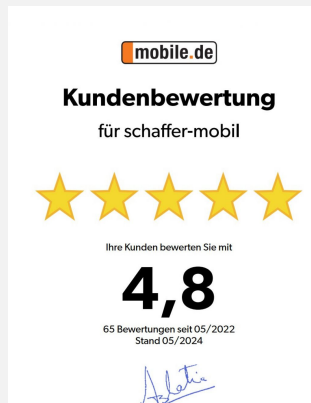 mobile.de
Kundenbewertung
für schaffer-mobil
Ihre Kunden bewerten Sie mit
4,8
65 Bewertungen seit 05/2022
Stand 05/2024